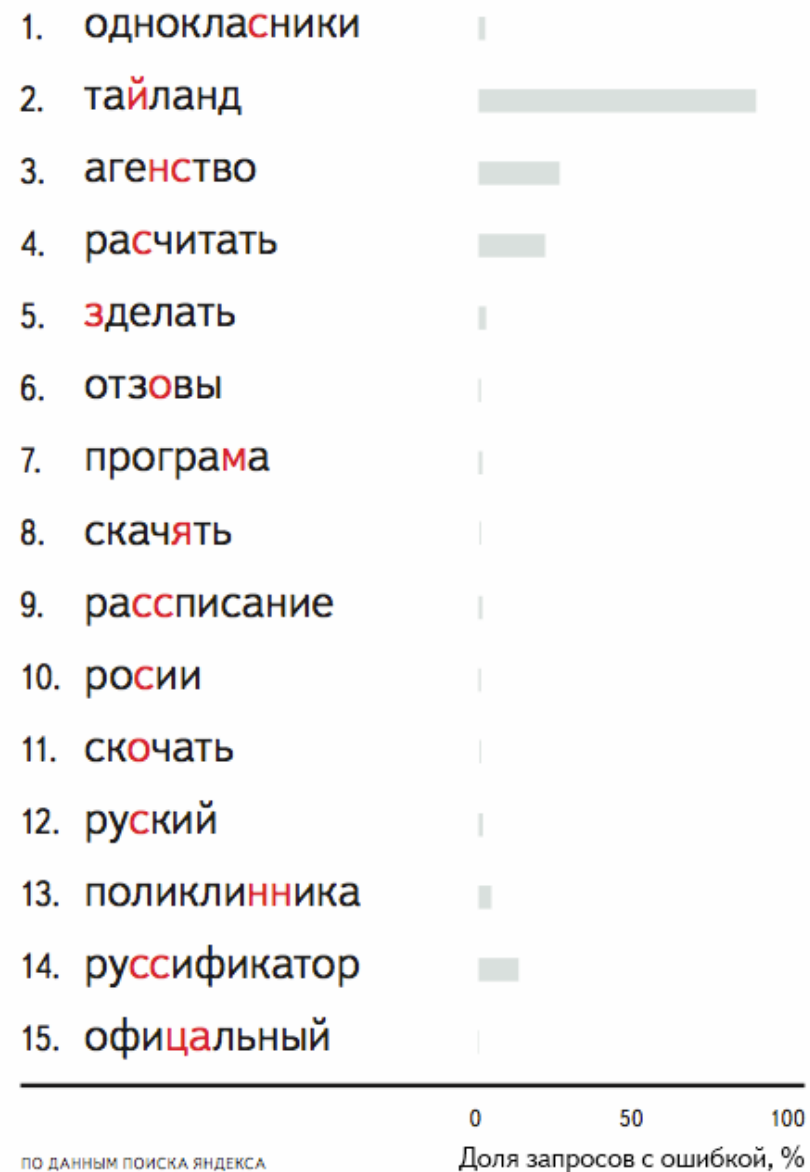 1. однокласники
2. тайланд
3. агенство
4. расчитать
5. зделать
6. отзовы
7. програма
8. скачять
9. рассписание
10. росии
11. скочать
12. руский
13. поликлинника
14. руссификатор
15. офицальный
0 50 100
ПО ДАННЫМ ПОИСКА ЯНДЕКСА Доля запросов с ошибкой, %